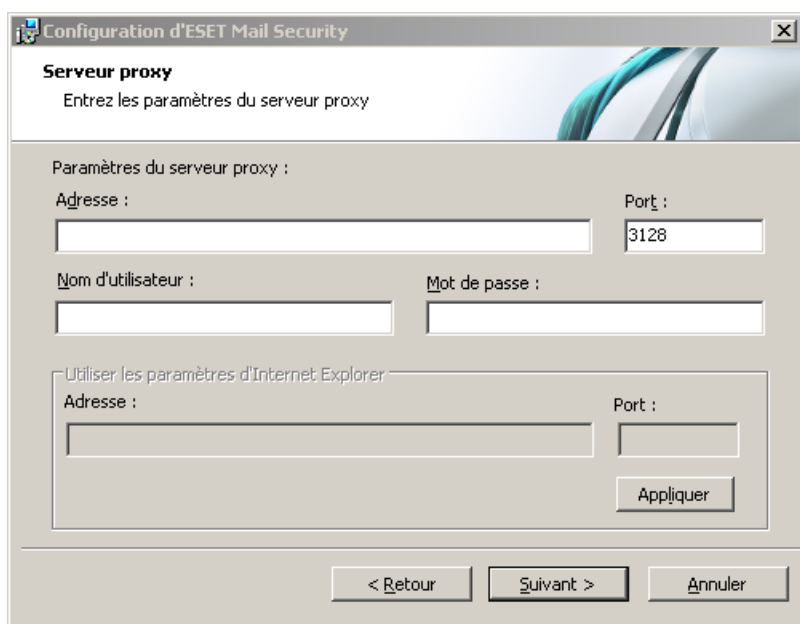 Configuration d'ESET Mail Security
Serveur proxy
Entrez les paramètres du serveur proxy
Paramètres du serveur proxy :
Adresse : Port :
3128
Nom d'utilisateur : Mot de passe :
Utiliser les paramètres d'Internet Explorer
Adresse : Port :
Appliquer
< Retour Suivant > Annuler